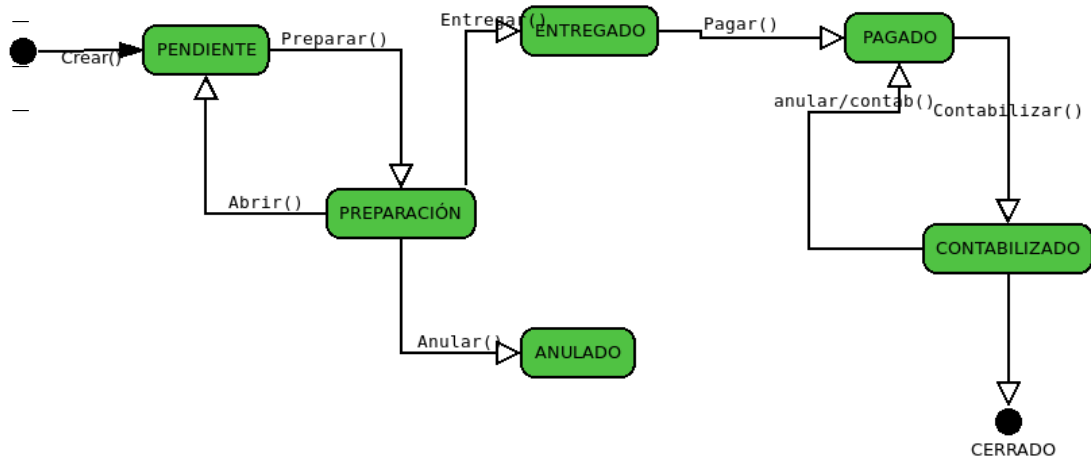 Entregar()
ENTREGADO
Pagar()
PAGADO
PENDIENTE
Preparar()
Crear()
anular/contab()
Contabilizar()
Abrir()
PREPARACIÓN
CONTABILIZADO
Anular()
ANULADO
CERRADO